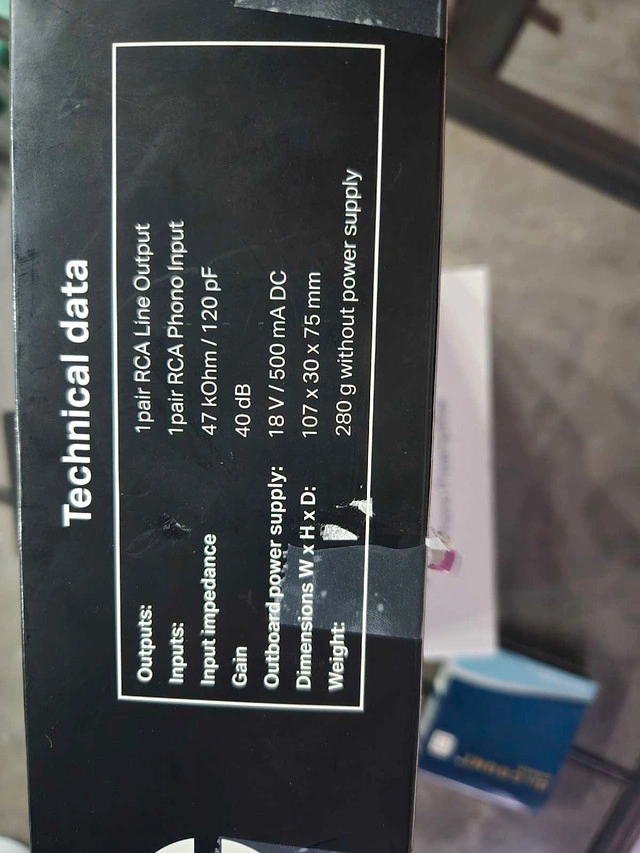 Technical data
Outputs: 1pair RCA Line Output
Inputs: 1pair RCA Phono Input
Input impedance 47 kOhm / 120 pF
Gain 40 dB
Outboard power supply: 18 V / 500 mA DC
Dimensions W x H x D: 107 x 30 x 75 mm
Weight: 280 g without power supply